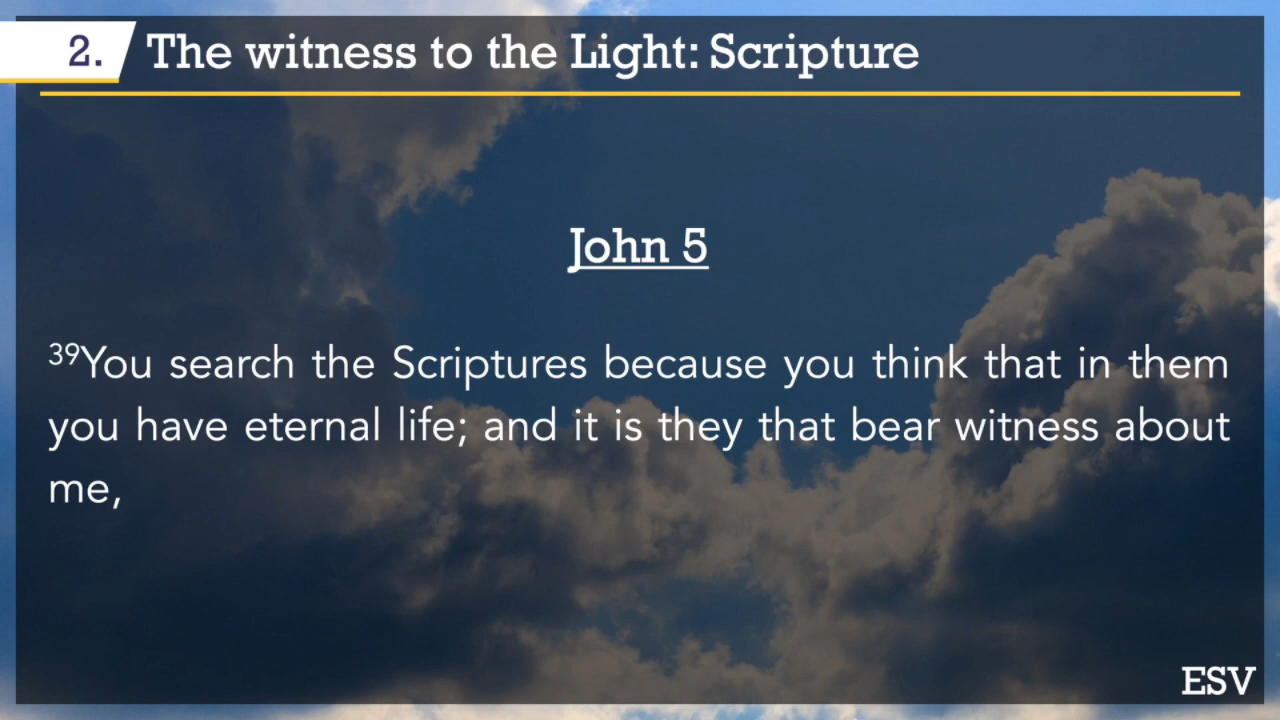 2. The witness to the Light: Scripture
John 5
³⁹You search the Scriptures because you think that in them
you have eternal life; and it is they that bear witness about
me,
ESV